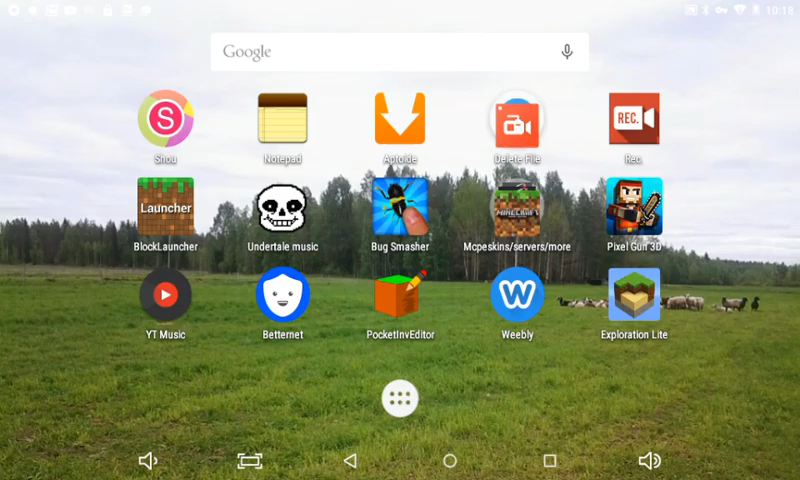 10:18
Google
Shou
Notepad
Aptoide
Delete File
REC.
Rec.
Launcher
MINECRAFT
BlockLauncher
Undertale music
Bug Smasher
Mcpeskins/servers/more
Pixel Gun 3D
YT Music
Betternet
PocketInvEditor
Weebly
Exploration Lite